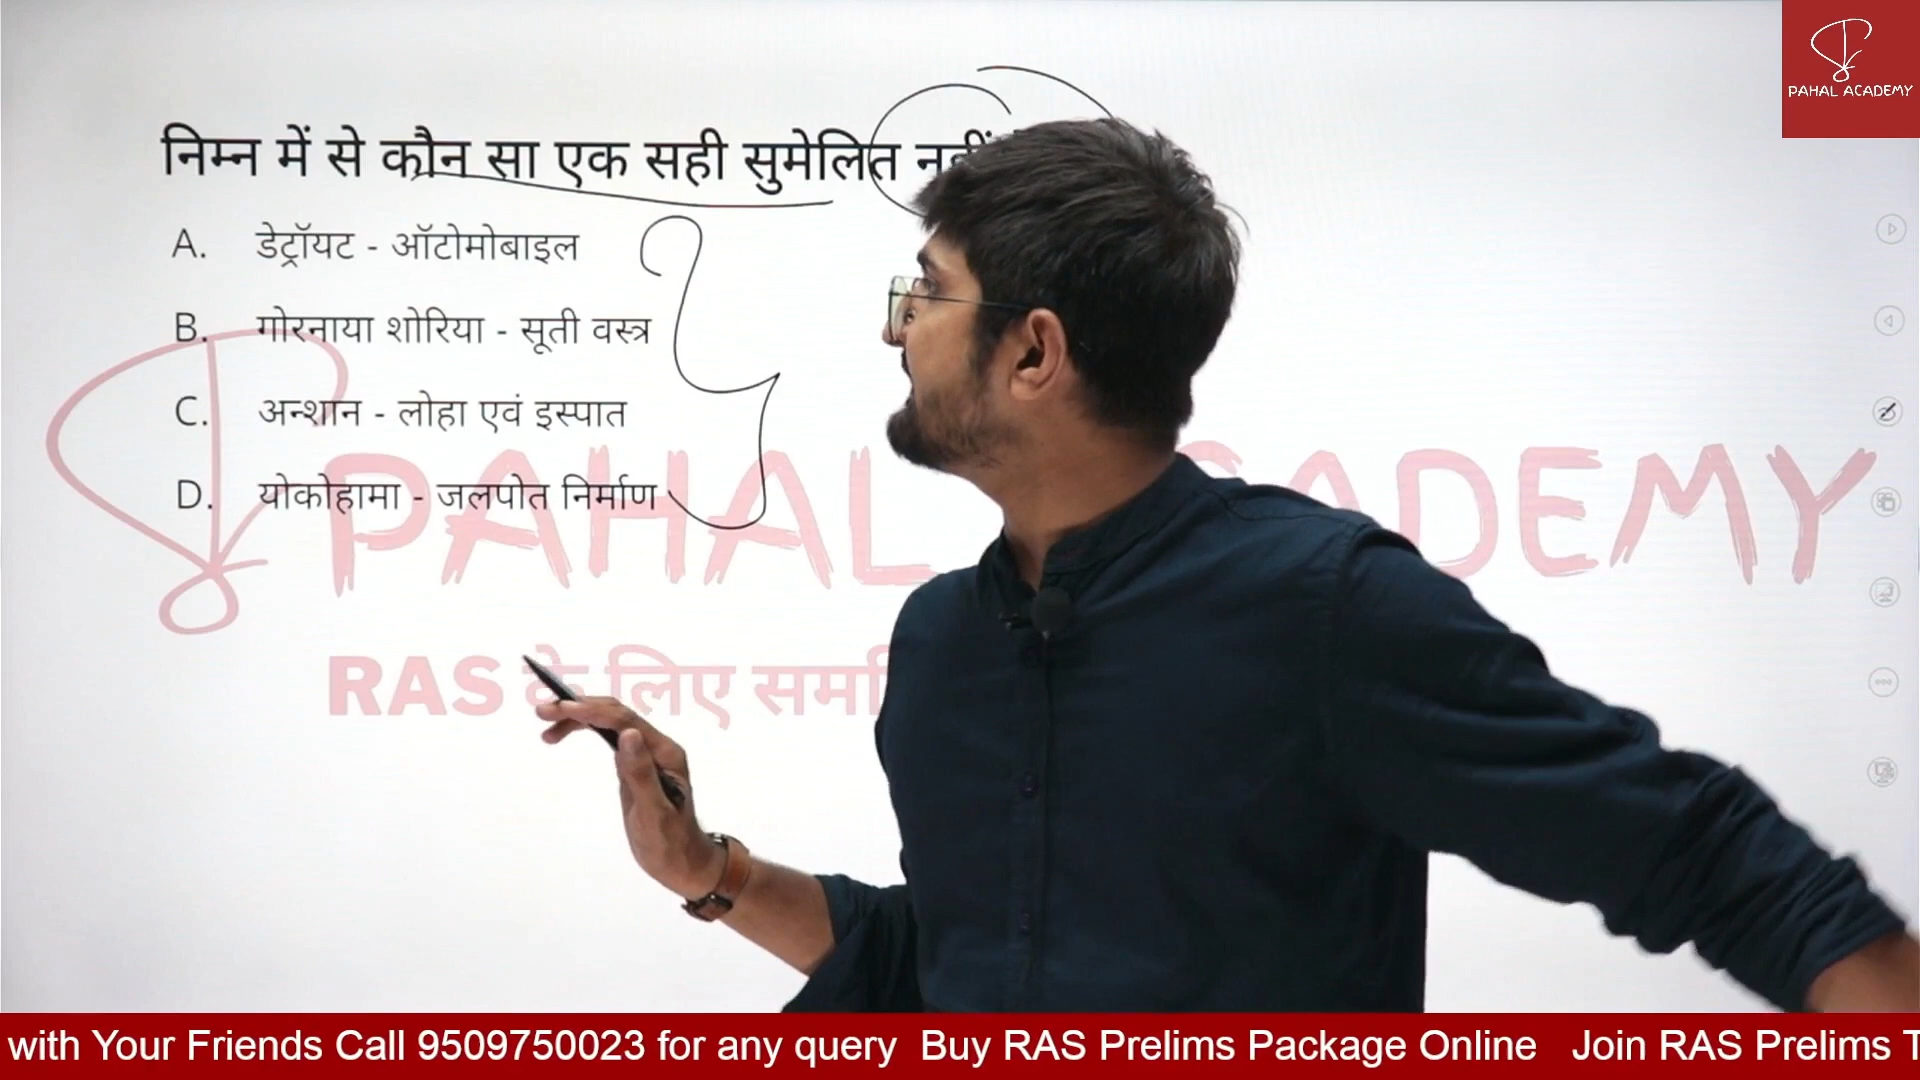 PAHAL ACADEMY
निम्न में से कौन सा एक सही सुमेलित
A. डेट्रॉयट - ऑटोमोबाइल
B. गोरनाया शोरिया - सूती वस्त्र
C. अन्शान - लोहा एवं इस्पात
D. योकोहामा - जलपोत निर्माण
PAHAL ACADEMY
RAS के लिए
with Your Friends Call 9509750023 for any query Buy RAS Prelims Package Online Join RAS Prelims